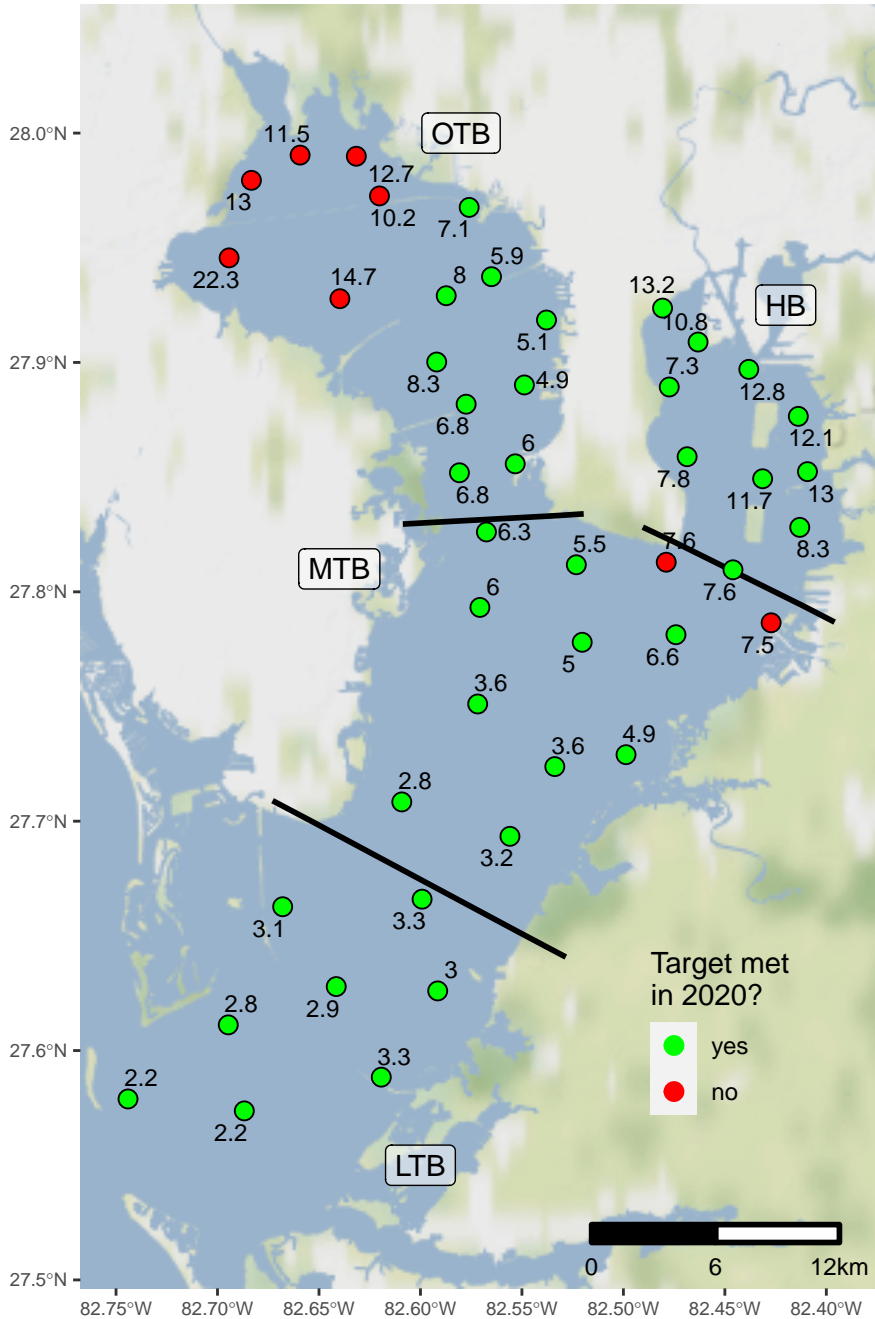 28.0°N
27.9°N
27.8°N
27.7°N
27.6°N
27.5°N
OTB
11.5
12.7
13
10.2
7.1
5.9
22.3
14.7
8
13.2
HB
10.8
5.1
7.3
8.3
4.9
12.8
6.8
12.1
6
7.8
6.8
11.7
13
6.3
8.3
5.5
7.6
MTB
6
7.6
5
6.6
7.5
3.6
3.6
4.9
2.8
3.2
3.1
3.3
3
2.9
2.8
3.3
2.2
2.2
LTB
Target met
in 2020?
yes
no
0 6 12km
82.75°W 82.70°W 82.65°W 82.60°W 82.55°W 82.50°W 82.45°W 82.40°W